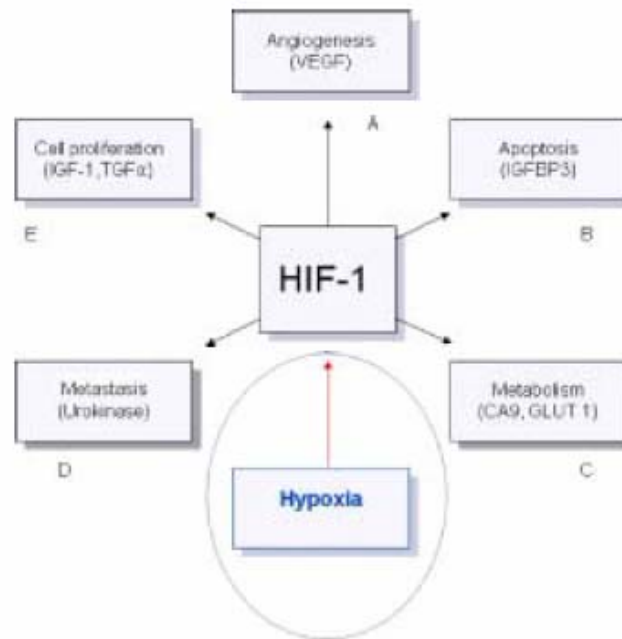 Angiogenesis
(VEGF)
A
Cell proliferation
(IGF-1,TGFα)
E
Apoptosis
(IGFBP3)
B
HIF-1
Metastasis
(Urokinase)
D
Metabolism
(CA9, GLUT 1)
C
Hypoxia